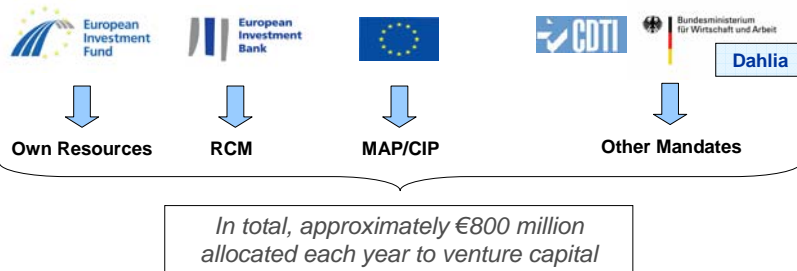 European
Investment
Fund
European
Investment
Bank
CDTI
Bundesministerium
für Wirtschaft und Arbeit
Dahlia
Own Resources
RCM
MAP/CIP
Other Mandates
In total, approximately €800 million
allocated each year to venture capital